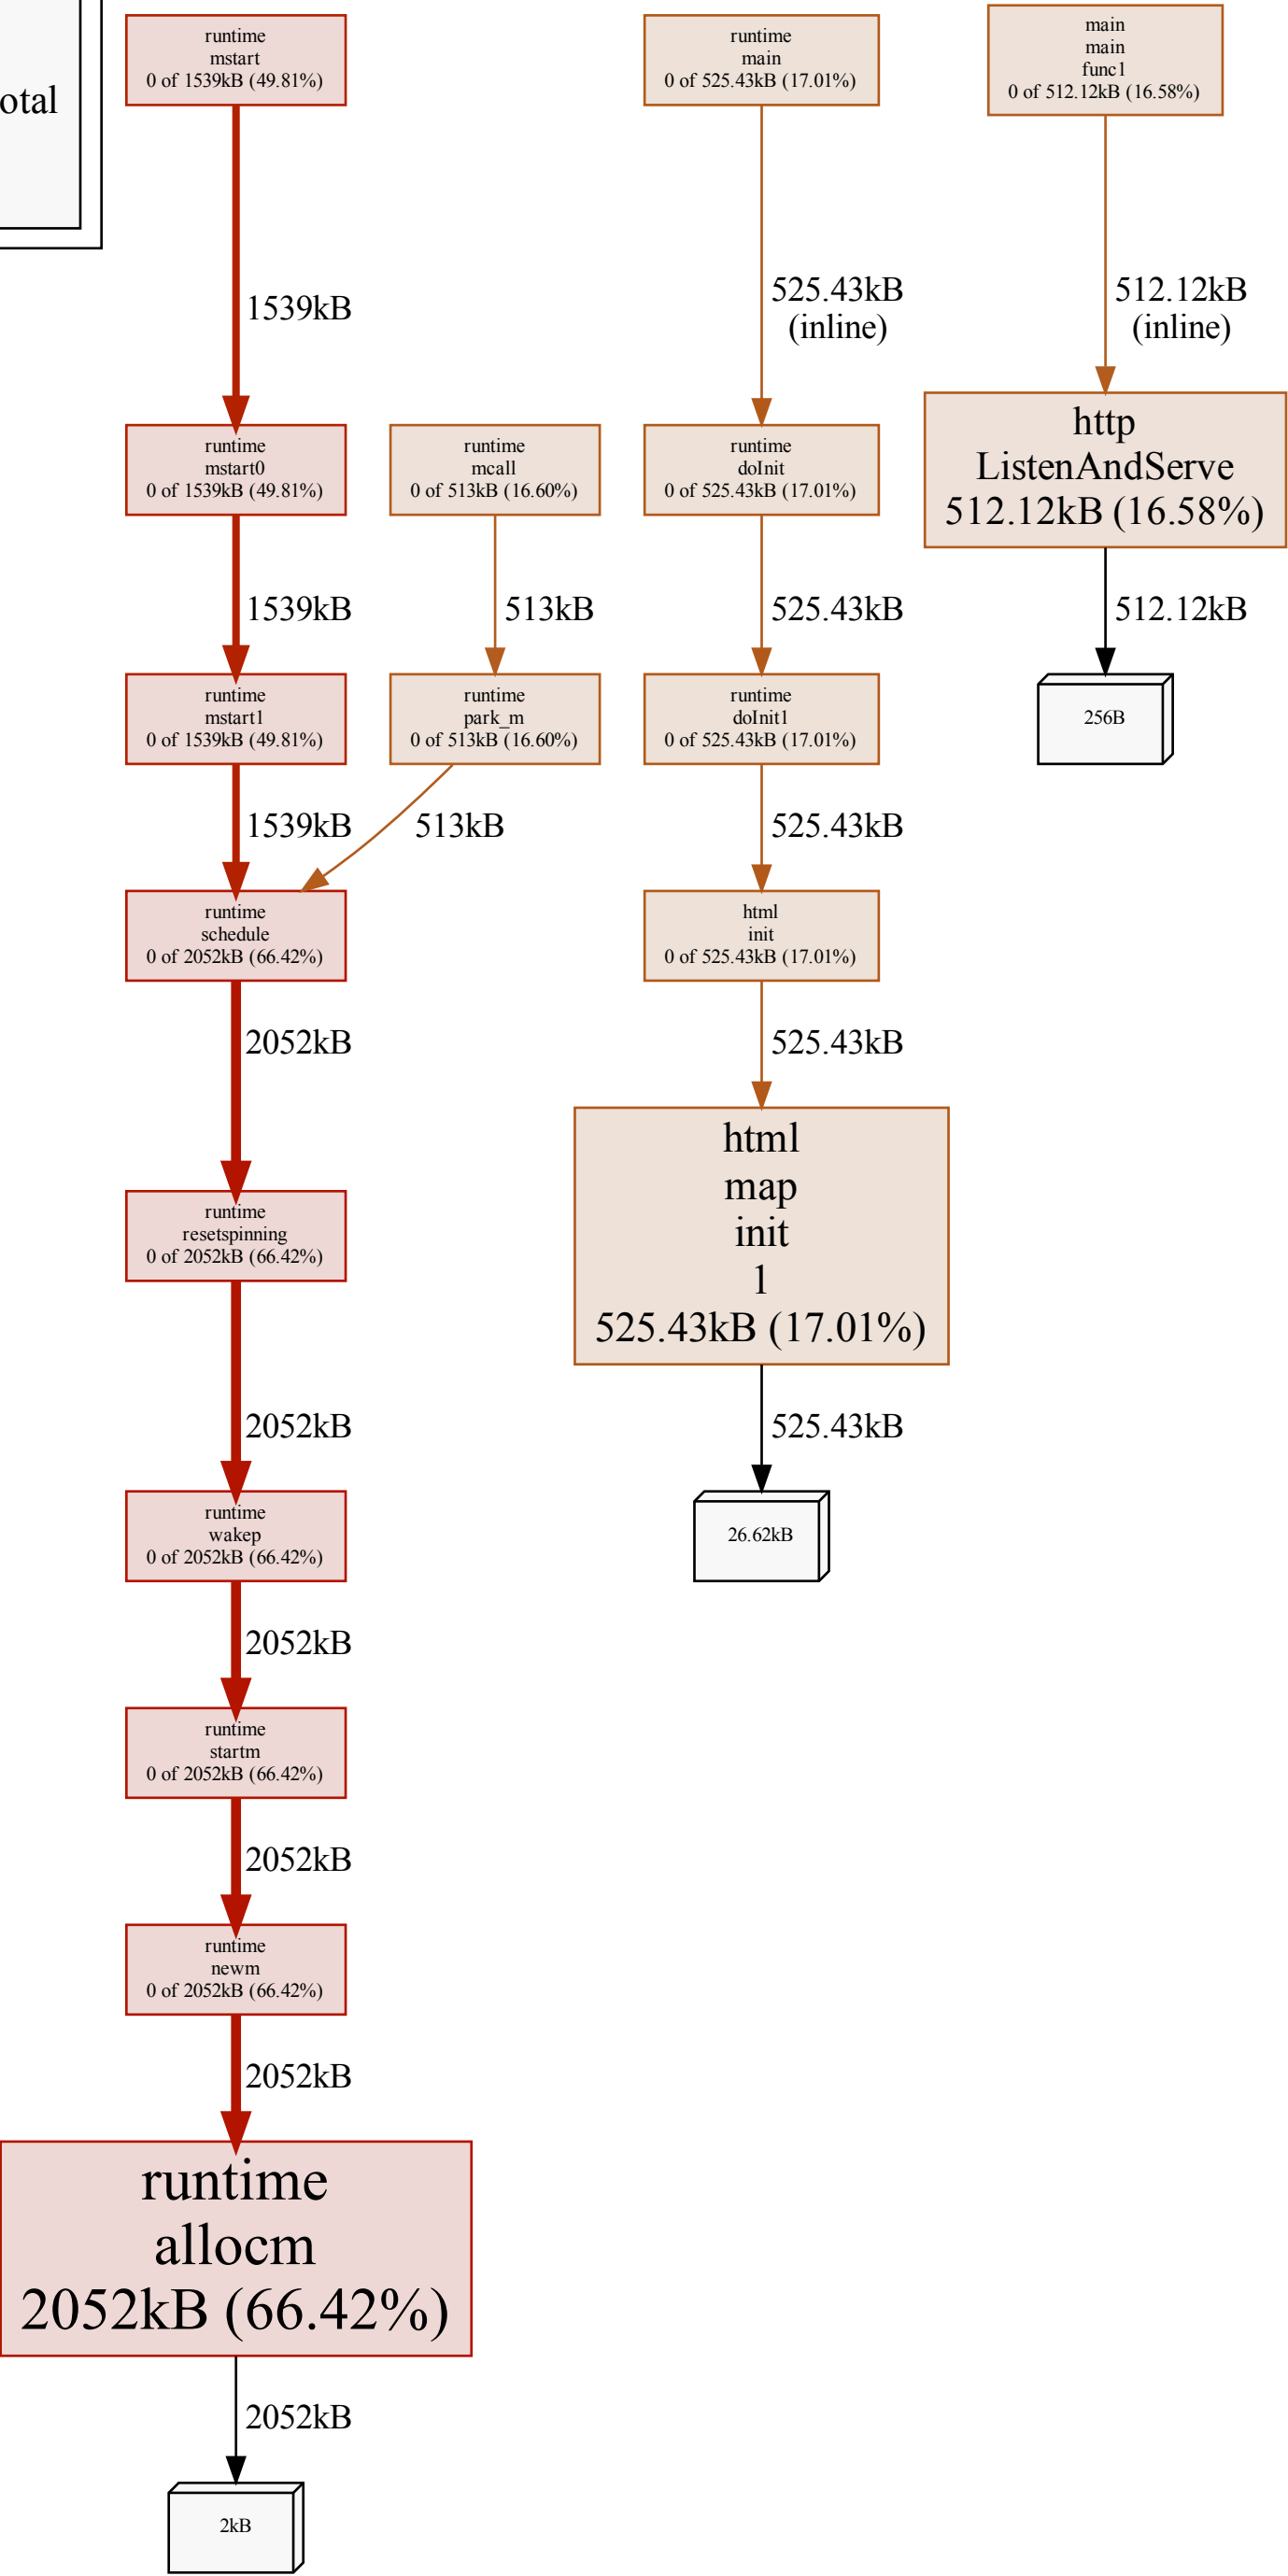 otal
runtime
mstart
0 of 1539kB (49.81%)
runtime
main
0 of 525.43kB (17.01%)
main
main
func1
0 of 512.12kB (16.58%)
1539kB
525.43kB
(inline)
512.12kB
(inline)
runtime
mstart0
0 of 1539kB (49.81%)
runtime
mcall
0 of 513kB (16.60%)
runtime
doInit
0 of 525.43kB (17.01%)
http
ListenAndServe
512.12kB (16.58%)
1539kB
513kB
525.43kB
512.12kB
runtime
mstart1
0 of 1539kB (49.81%)
runtime
park_m
0 of 513kB (16.60%)
runtime
doInit1
0 of 525.43kB (17.01%)
256B
1539kB
513kB
525.43kB
runtime
schedule
0 of 2052kB (66.42%)
html
init
0 of 525.43kB (17.01%)
2052kB
525.43kB
runtime
resetspinning
0 of 2052kB (66.42%)
html
map
init
1
525.43kB (17.01%)
2052kB
525.43kB
runtime
wakep
0 of 2052kB (66.42%)
26.62kB
2052kB
runtime
startm
0 of 2052kB (66.42%)
2052kB
runtime
newm
0 of 2052kB (66.42%)
2052kB
runtime
allocm
2052kB (66.42%)
2052kB
2kB